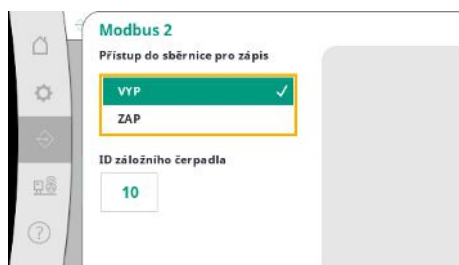 Modbus 2
Přístup do sběrnice pro zápis
VYP
ZAP
ID záložního čerpadla
10